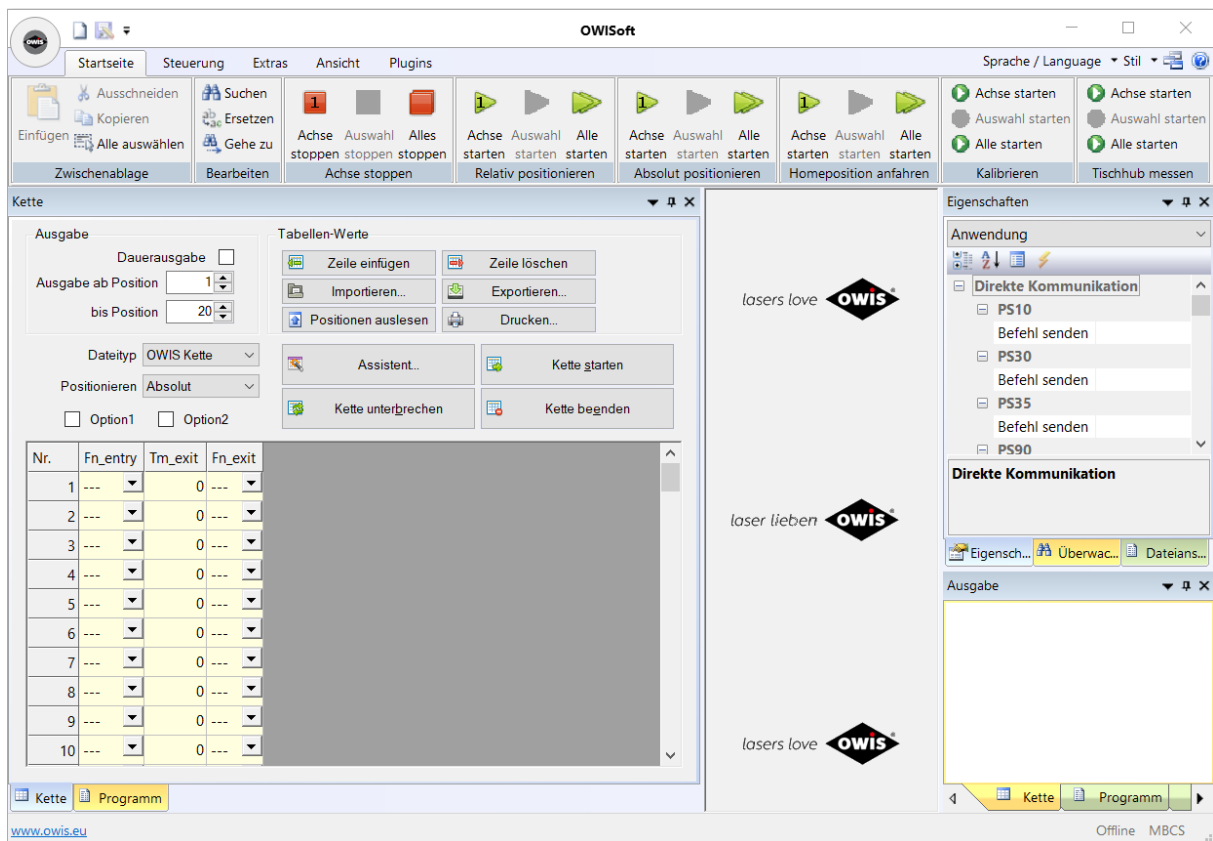 OWISoft
owis
Startseite Steuerung Extras Ansicht Plugins Sprache / Language Stil
Einfügen
Ausschneiden
Kopieren
Alle auswählen
Zwischenablage
Suchen
Ersetzen
Gehe zu
Bearbeiten
1
Achse stoppen
Auswahl stoppen
Alles stoppen
Achse stoppen
1
Achse starten
Auswahl starten
Alle starten
Relativ positionieren
1
Achse starten
Auswahl starten
Alle starten
Absolut positionieren
1
Achse starten
Auswahl starten
Alle starten
Homeposition anfahren
Achse starten
Auswahl starten
Alle starten
Kalibrieren
Achse starten
Auswahl starten
Alle starten
Tischhub messen
Kette
Ausgabe
Dauerausgabe
Ausgabe ab Position 1
bis Position 20
Tabellen-Werte
Zeile einfügen Zeile löschen
Importieren... Exportieren...
Positionen auslesen Drucken...
Dateityp OWIS Kette
Positionieren Absolut
Option1 Option2
Assistent... Kette starten
Kette unterbrechen Kette beenden
Nr. Fn_entry Tm_exit Fn_exit
1 --- 0 ---
2 --- 0 ---
3 --- 0 ---
4 --- 0 ---
5 --- 0 ---
6 --- 0 ---
7 --- 0 ---
8 --- 0 ---
9 --- 0 ---
10 --- 0 ---
Kette Programm
lasers love owis
laser lieben owis
lasers love owis
Eigenschaften
Anwendung
Direkte Kommunikation
PS10
Befehl senden
PS30
Befehl senden
PS35
Befehl senden
PS90
Direkte Kommunikation
Eigensch... Überwac... Dateians...
Ausgabe
Kette Programm
www.owis.eu
Offline MBCS